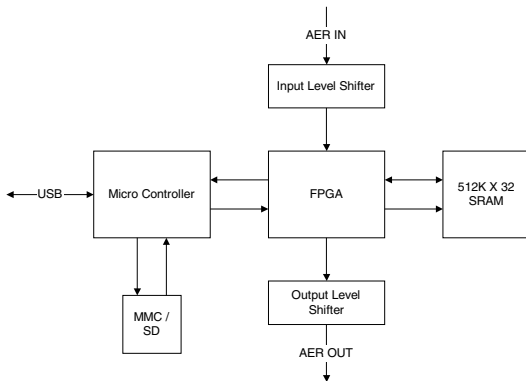 AER IN
Input Level Shifter
USB
Micro Controller
FPGA
512K X 32
SRAM
MMC /
SD
Output Level
Shifter
AER OUT